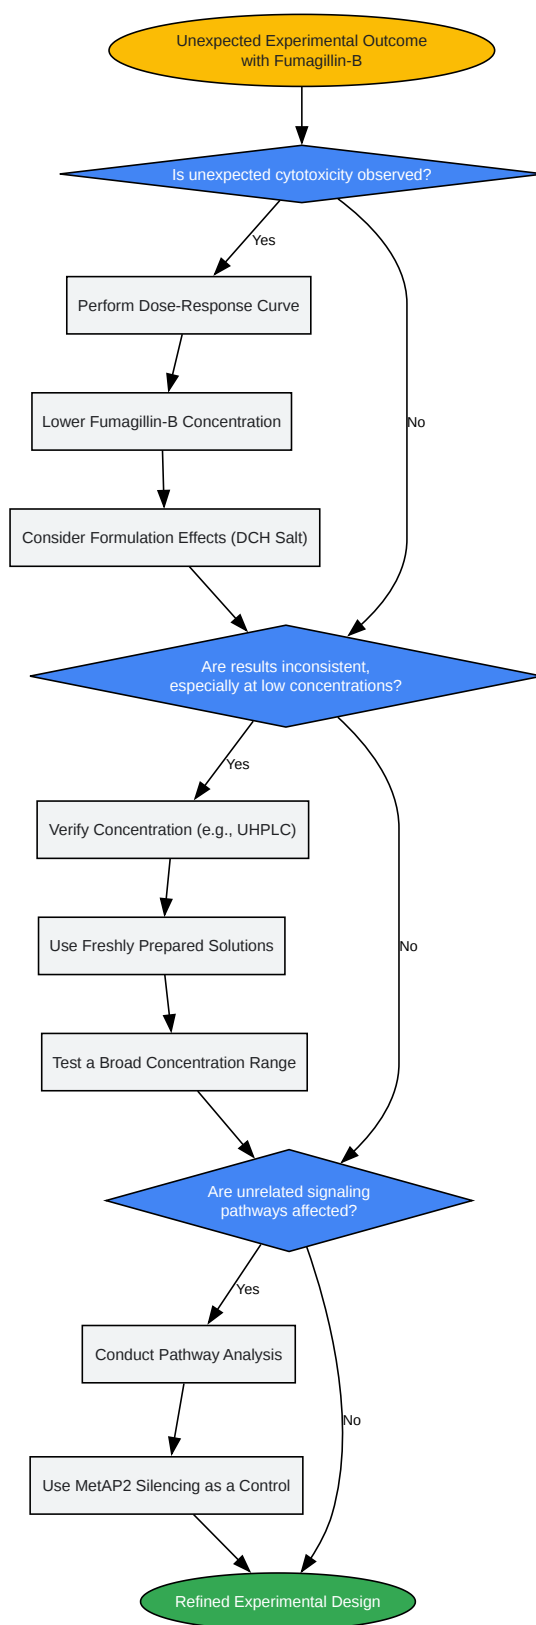 Unexpected Experimental Outcome
with Fumagillin-B
Is unexpected cytotoxicity observed?
Yes
Perform Dose-Response Curve
Lower Fumagillin-B Concentration
No
Consider Formulation Effects (DCH Salt)
Are results inconsistent,
especially at low concentrations?
Yes
Verify Concentration (e.g., UHPLC)
Use Freshly Prepared Solutions
No
Test a Broad Concentration Range
Are unrelated signaling
pathways affected?
Yes
Conduct Pathway Analysis
No
Use MetAP2 Silencing as a Control
Refined Experimental Design